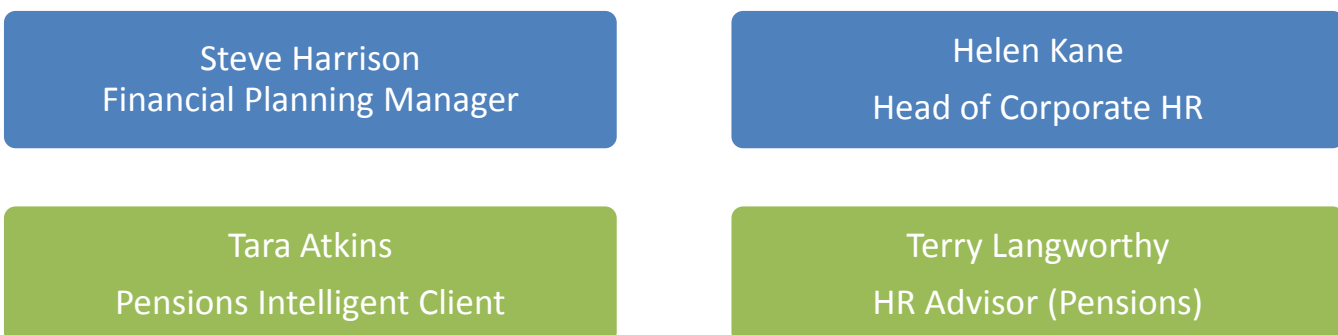 Steve Harrison
Financial Planning Manager
Helen Kane
Head of Corporate HR
Tara Atkins
Pensions Intelligent Client
Terry Langworthy
HR Advisor (Pensions)